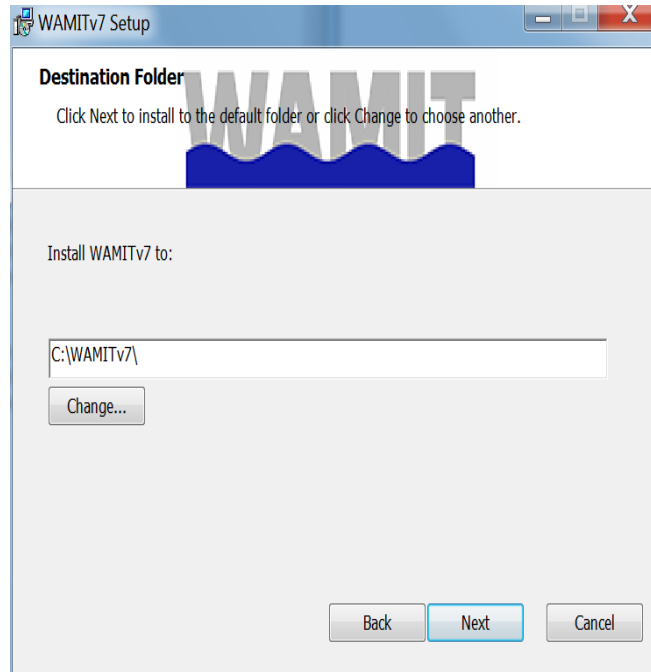 WAMITv7 Setup
Destination Folder
WAMIT
Click Next to install to the default folder or click Change to choose another.
Install WAMITv7 to:
C:\WAMITv7\
Change...
Back Next Cancel